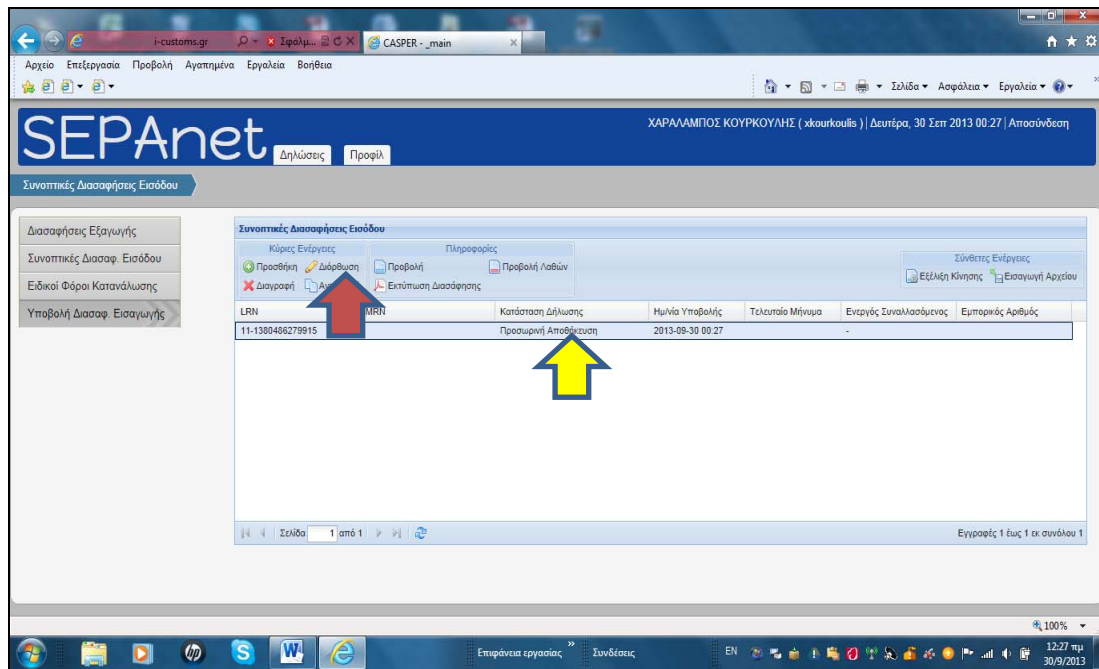 i-customs.gr
Σφάλμ...
CASPER - _main
Αρχείο Επεξεργασία Προβολή Αγαπημένα Εργαλεία Βοήθεια
Σελίδα Ασφάλεια Εργαλεία
SEPAnet
Δηλώσεις Προφίλ
ΧΑΡΑΛΑΜΠΟΣ ΚΟΥΡΚΟΥΛΗΣ ( xkourkoulis ) | Δευτέρα, 30 Σεπ 2013 00:27 | Αποσύνδεση
Συνοπτικές Διασαφήσεις Εισόδου
Διασαφήσεις Εξαγωγής
Συνοπτικές Διασαφ. Εισόδου
Ειδικοί Φόροι Κατανάλωσης
Υποβολή Διασαφ. Εισαγωγής
Συνοπτικές Διασαφήσεις Εισόδου
Κύριες Ενέργειες Πληροφορίες Σύνθετες Ενέργειες
Προσθήκη Διόρθωση Προβολή Προβολή Λαθών
Εξέλιξη Κίνησης Εισαγωγή Αρχείου
Διαγραφή Εκτύπωση Διασάφησης
LRN MRN Κατάσταση Δήλωσης Ημ/νία Υποβολής Τελευταίο Μήνυμα Ενεργός Συναλλασόμενος Εμπορικός Αριθμός
11-1380486279915 Προσωρινή Αποθήκευση 2013-09-30 00:27 -
Σελίδα 1 από 1
Εγγραφές 1 έως 1 εκ συνόλου 1
100%
Επιφάνεια εργασίας Συνδέσεις EN 12:27 πμ
30/9/2013